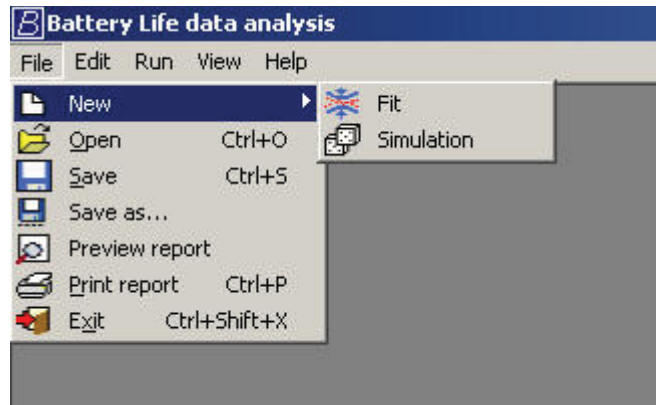 B Battery Life data analysis
File Edit Run View Help
New Fit
Open Ctrl+O Simulation
Save Ctrl+S
Save as...
Preview report
Print report Ctrl+P
Exit Ctrl+Shift+X